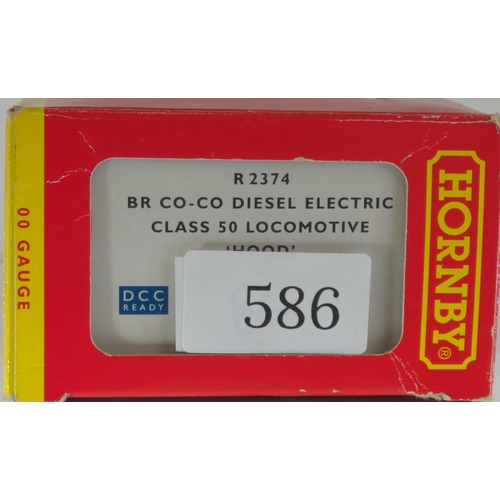 00 GAUGE
R 2374
BR CO-CO DIESEL ELECTRIC
CLASS 50 LOCOMOTIVE
'HOOD'
DCC
READY
586
HORNBY®